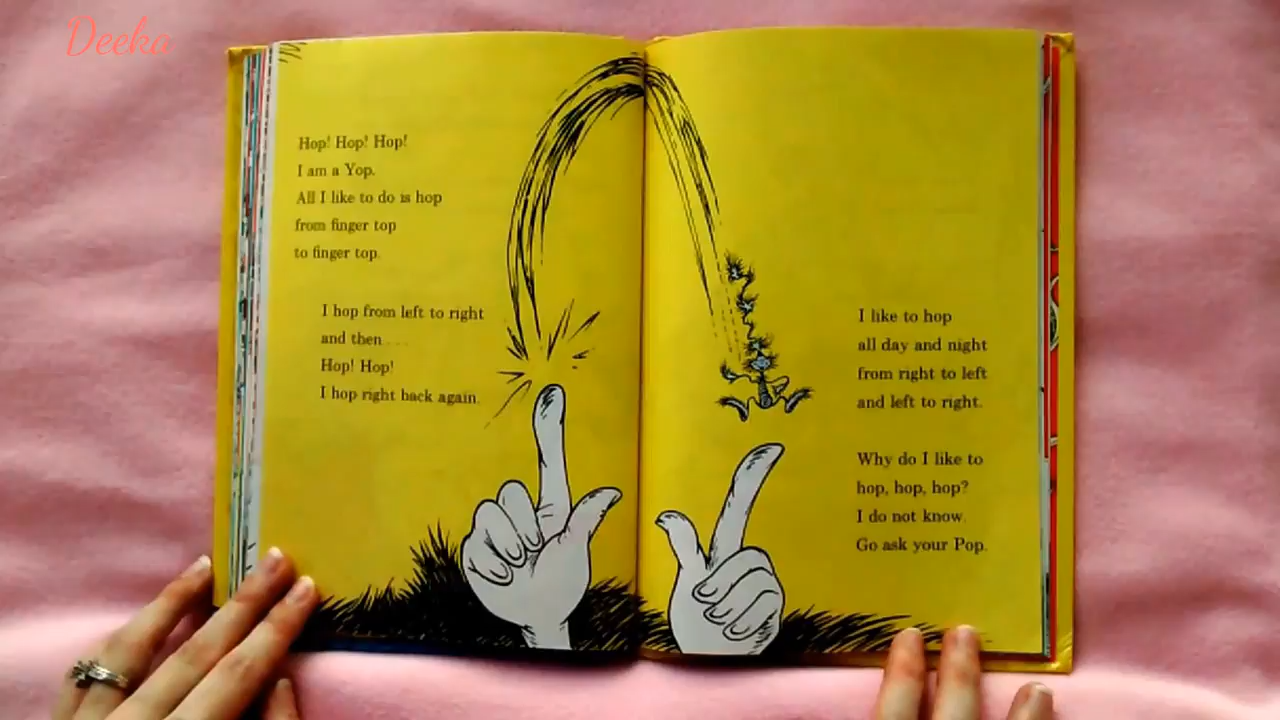 Deeka
Hop! Hop! Hop!
I am a Yop.
All I like to do is hop
from finger top
to finger top.
I hop from left to right
and then....
Hop! Hop!
I hop right back again.
I like to hop
all day and night
from right to left
and left to right.
Why do I like to
hop, hop, hop?
I do not know.
Go ask your Pop.